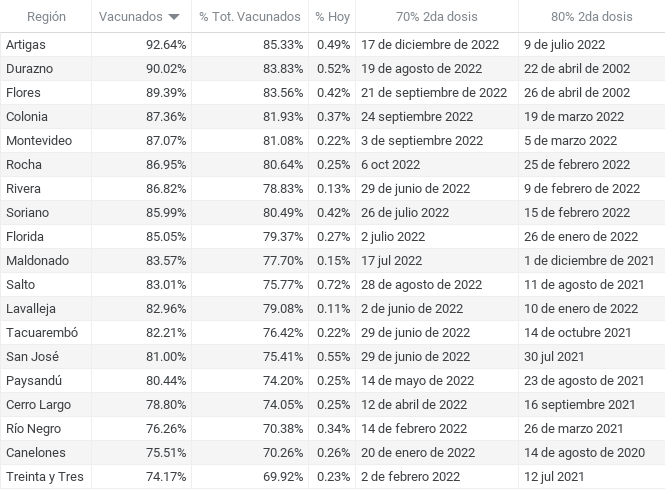 Región Vacunados % Tot. Vacunados % Hoy 70% 2da dosis 80% 2da dosis
Artigas 92.64% 85.33% 0.49% 17 de diciembre de 2022 9 de julio 2022
Durazno 90.02% 83.83% 0.52% 19 de agosto de 2022 22 de abril de 2002
Flores 89.39% 83.56% 0.42% 21 de septiembre de 2022 26 de abril de 2002
Colonia 87.36% 81.93% 0.37% 24 septiembre 2022 19 de marzo de 2022
Montevideo 87.07% 81.08% 0.22% 3 de septiembre 2022 5 de marzo 2022
Rocha 86.95% 80.64% 0.25% 6 oct 2022 25 de febrero 2022
Rivera 86.82% 78.83% 0.13% 29 de junio de 2022 9 de febrero de 2022
Soriano 85.99% 80.49% 0.42% 26 de julio 2022 15 de febrero 2022
Florida 85.05% 79.37% 0.27% 2 julio 2022 26 de enero de 2022
Maldonado 83.57% 77.70% 0.15% 17 jul 2022 1 de diciembre de 2021
Salto 83.01% 75.77% 0.72% 28 de agosto de 2022 11 de agosto de 2021
Lavalleja 82.96% 79.08% 0.11% 2 de junio de 2022 10 de enero de 2022
Tacuarembó 82.21% 76.42% 0.22% 29 de junio de 2022 14 de octubre 2021
San José 81.00% 75.41% 0.55% 29 de junio de 2022 30 jul 2021
Paysandú 80.44% 74.20% 0.25% 14 de mayo de 2022 23 de agosto de 2021
Cerro Largo 78.80% 74.05% 0.25% 12 de abril de 2022 16 septiembre 2021
Río Negro 76.26% 70.38% 0.34% 14 de febrero 2022 26 de marzo 2021
Canelones 75.51% 70.26% 0.26% 20 de enero de 2022 14 de agosto de 2020
Treinta y Tres 74.17% 69.92% 0.23% 2 de febrero 2022 12 jul 2021